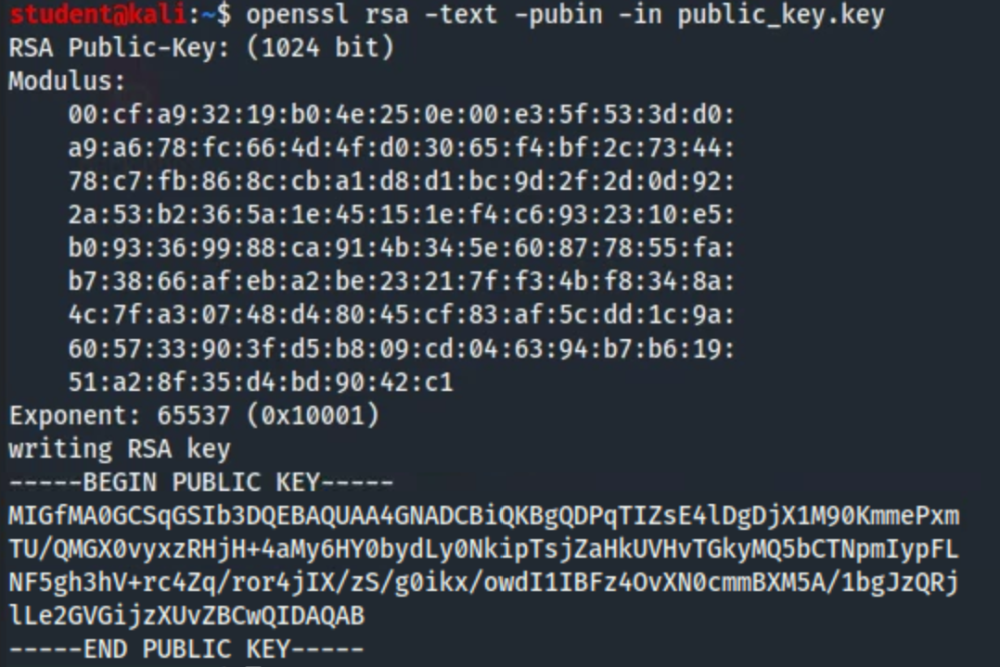 student@kali:~$ openssl rsa -text -pubin -in public_key.key
RSA Public-Key: (1024 bit)
Modulus:
    00:cf:a9:32:19:b0:4e:25:0e:00:e3:5f:53:3d:d0:
    a9:a6:78:fc:66:4d:4f:d0:30:65:f4:bf:2c:73:44:
    78:c7:fb:86:8c:cb:a1:d8:d1:bc:9d:2f:2d:0d:92:
    2a:53:b2:36:5a:1e:45:15:1e:f4:c6:93:23:10:e5:
    b0:93:36:99:88:ca:91:4b:34:5e:60:87:78:55:fa:
    b7:38:66:af:eb:a2:be:23:21:7f:f3:4b:f8:34:8a:
    4c:7f:a3:07:48:d4:80:45:cf:83:af:5c:dd:1c:9a:
    60:57:33:90:3f:d5:b8:09:cd:04:63:94:b7:b6:19:
    51:a2:8f:35:d4:bd:90:42:c1
Exponent: 65537 (0x10001)
writing RSA key
-----BEGIN PUBLIC KEY-----
MIGfMA0GCSqGSIb3DQEBAQUAA4GNADCBiQKBgQDPqTIZsE4lDgDjX1M90KmmePxm
TU/QMGX0vyxzRHjH+4aMy6HY0bydLy0NkipTsjZaHkUVHvTGkyMQ5bCTNpmIypFL
NF5gh3hV+rc4Zq/ror4jIX/zS/g0ikx/owdI1IBFz4OvXN0cmmBXM5A/1bgJzQRj
lLe2GVGijzXUvZBCwQIDAQAB
-----END PUBLIC KEY-----